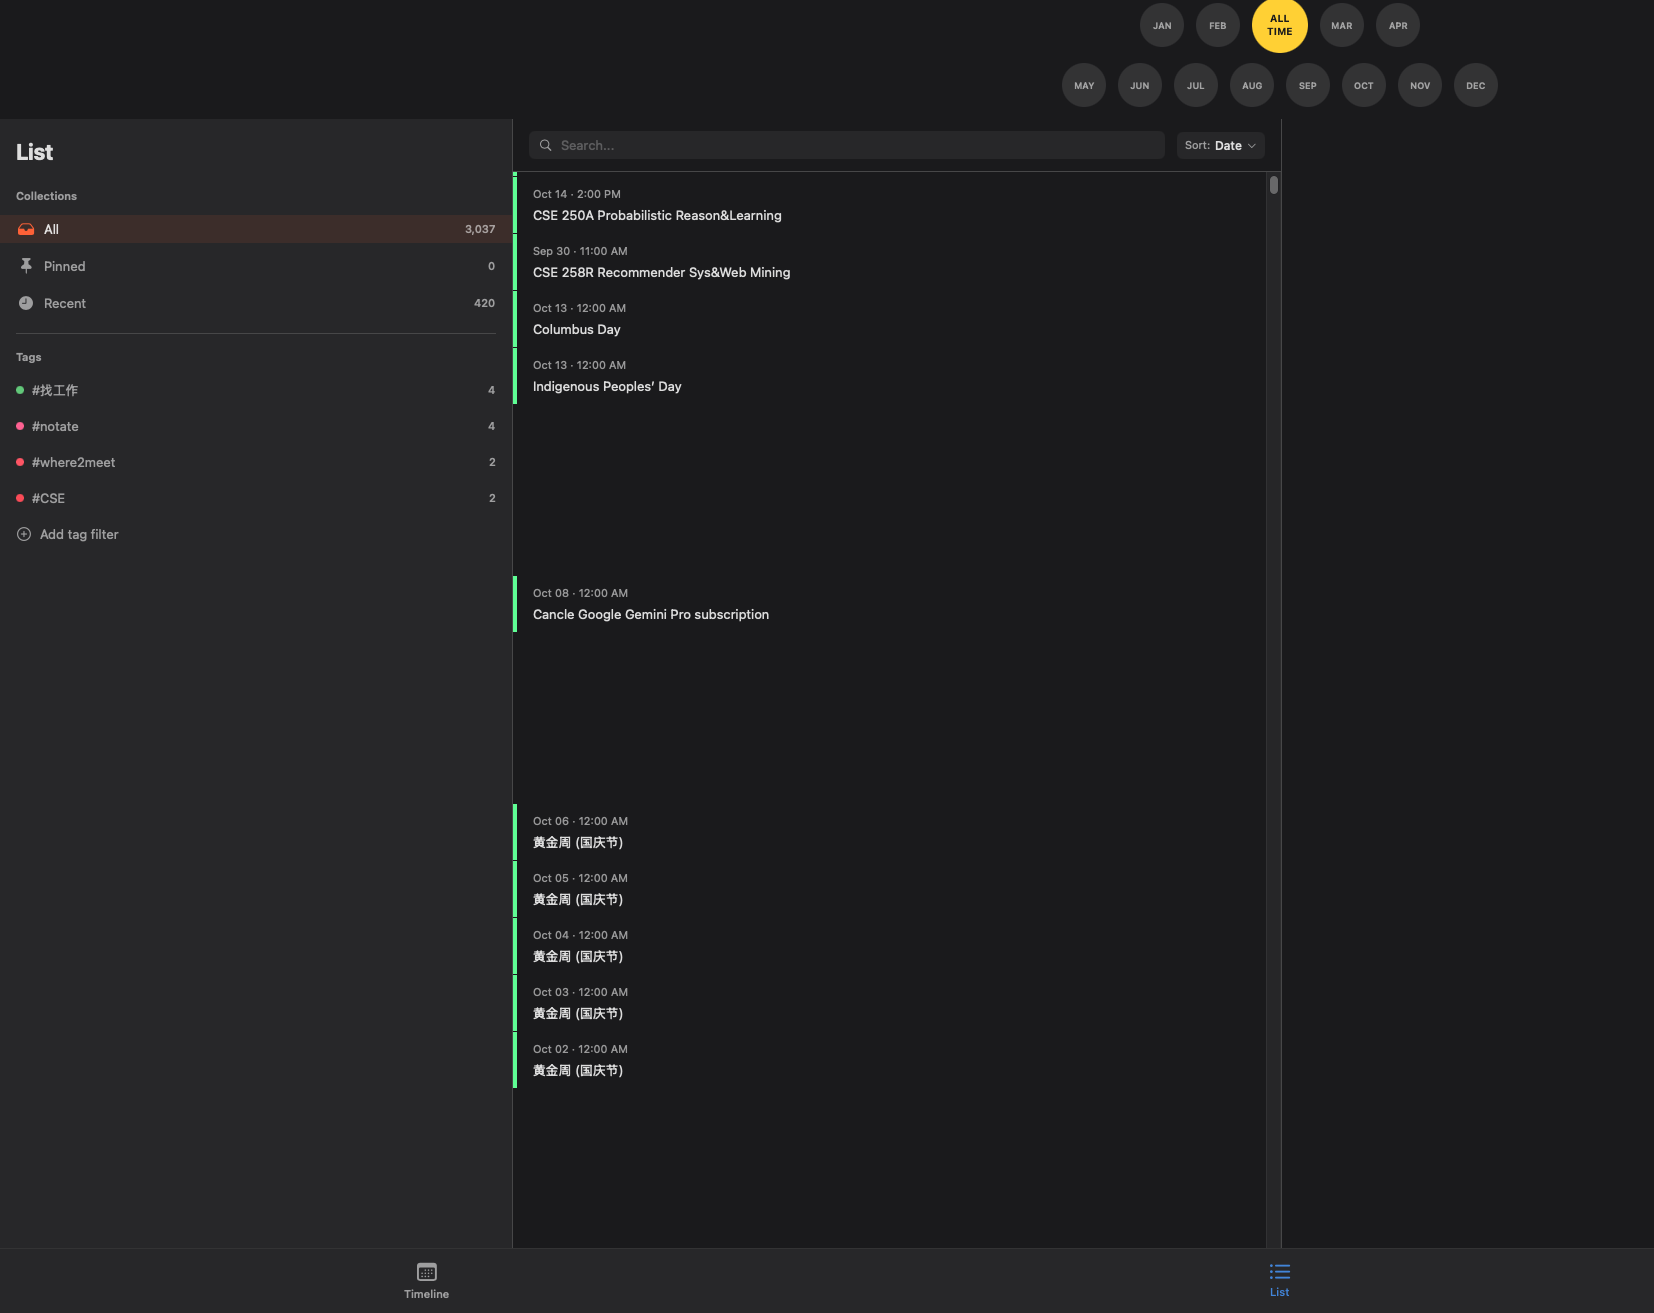 JAN
FEB
ALL
TIME
MAR
APR
MAY
JUN
JUL
AUG
SEP
OCT
NOV
DEC
List
Collections
All 3,037
Pinned 0
Recent 420
Tags
#找工作 4
#notate 4
#where2meet 2
#CSE 2
Add tag filter
Search...
Sort: Date
Oct 14 · 2:00 PM
CSE 250A Probabilistic Reason&Learning
Sep 30 · 11:00 AM
CSE 258R Recommender Sys&Web Mining
Oct 13 · 12:00 AM
Columbus Day
Oct 13 · 12:00 AM
Indigenous Peoples’ Day
Oct 08 · 12:00 AM
Cancle Google Gemini Pro subscription
Oct 06 · 12:00 AM
黄金周 (国庆节)
Oct 05 · 12:00 AM
黄金周 (国庆节)
Oct 04 · 12:00 AM
黄金周 (国庆节)
Oct 03 · 12:00 AM
黄金周 (国庆节)
Oct 02 · 12:00 AM
黄金周 (国庆节)
Timeline
List